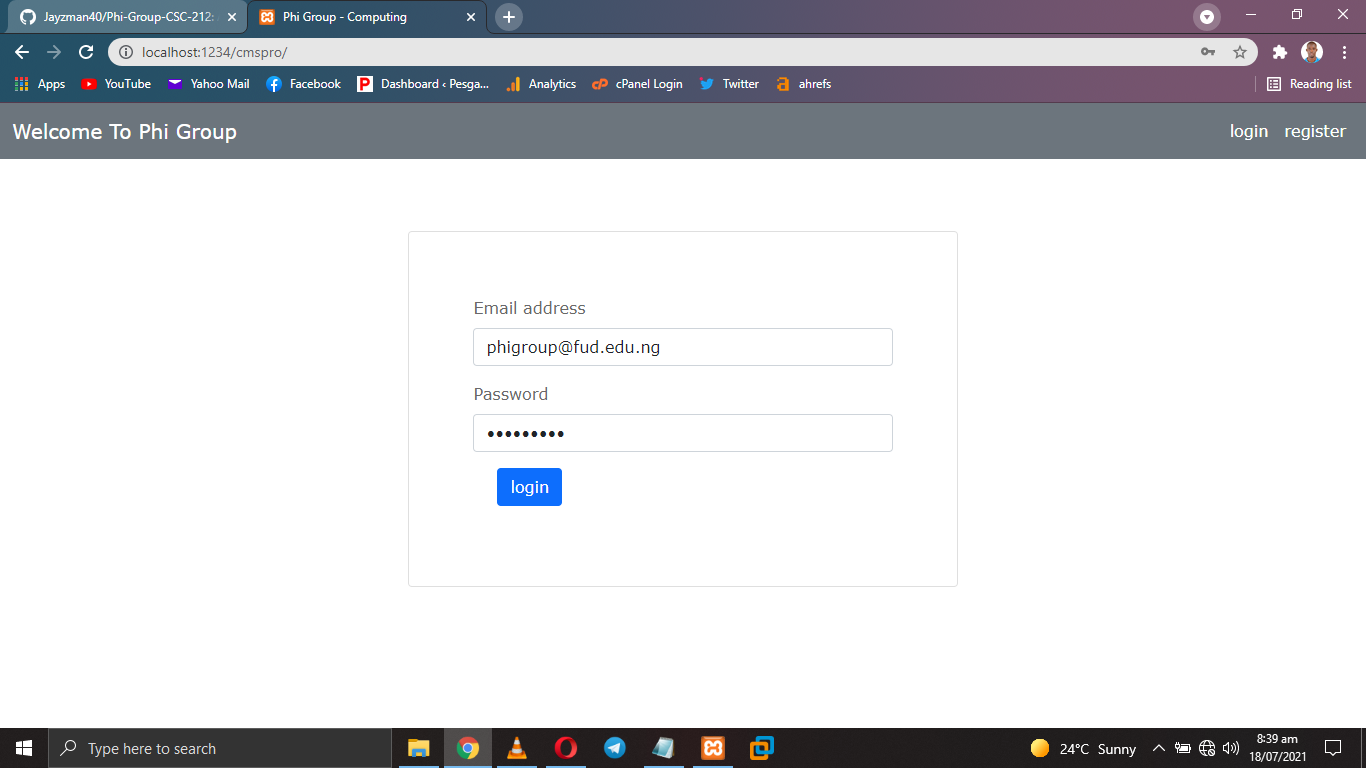 Jayzman40/Phi-Group-CSC-212:
Phi Group - Computing
localhost:1234/cmspro/
Apps YouTube Yahoo Mail Facebook Dashboard ‹ Pesga... Analytics cPanel Login Twitter ahrefs Reading list
Welcome To Phi Group login register
Email address
phigroup@fud.edu.ng
Password
•••••••••
login
Type here to search
24°C Sunny
8:39 am
18/07/2021